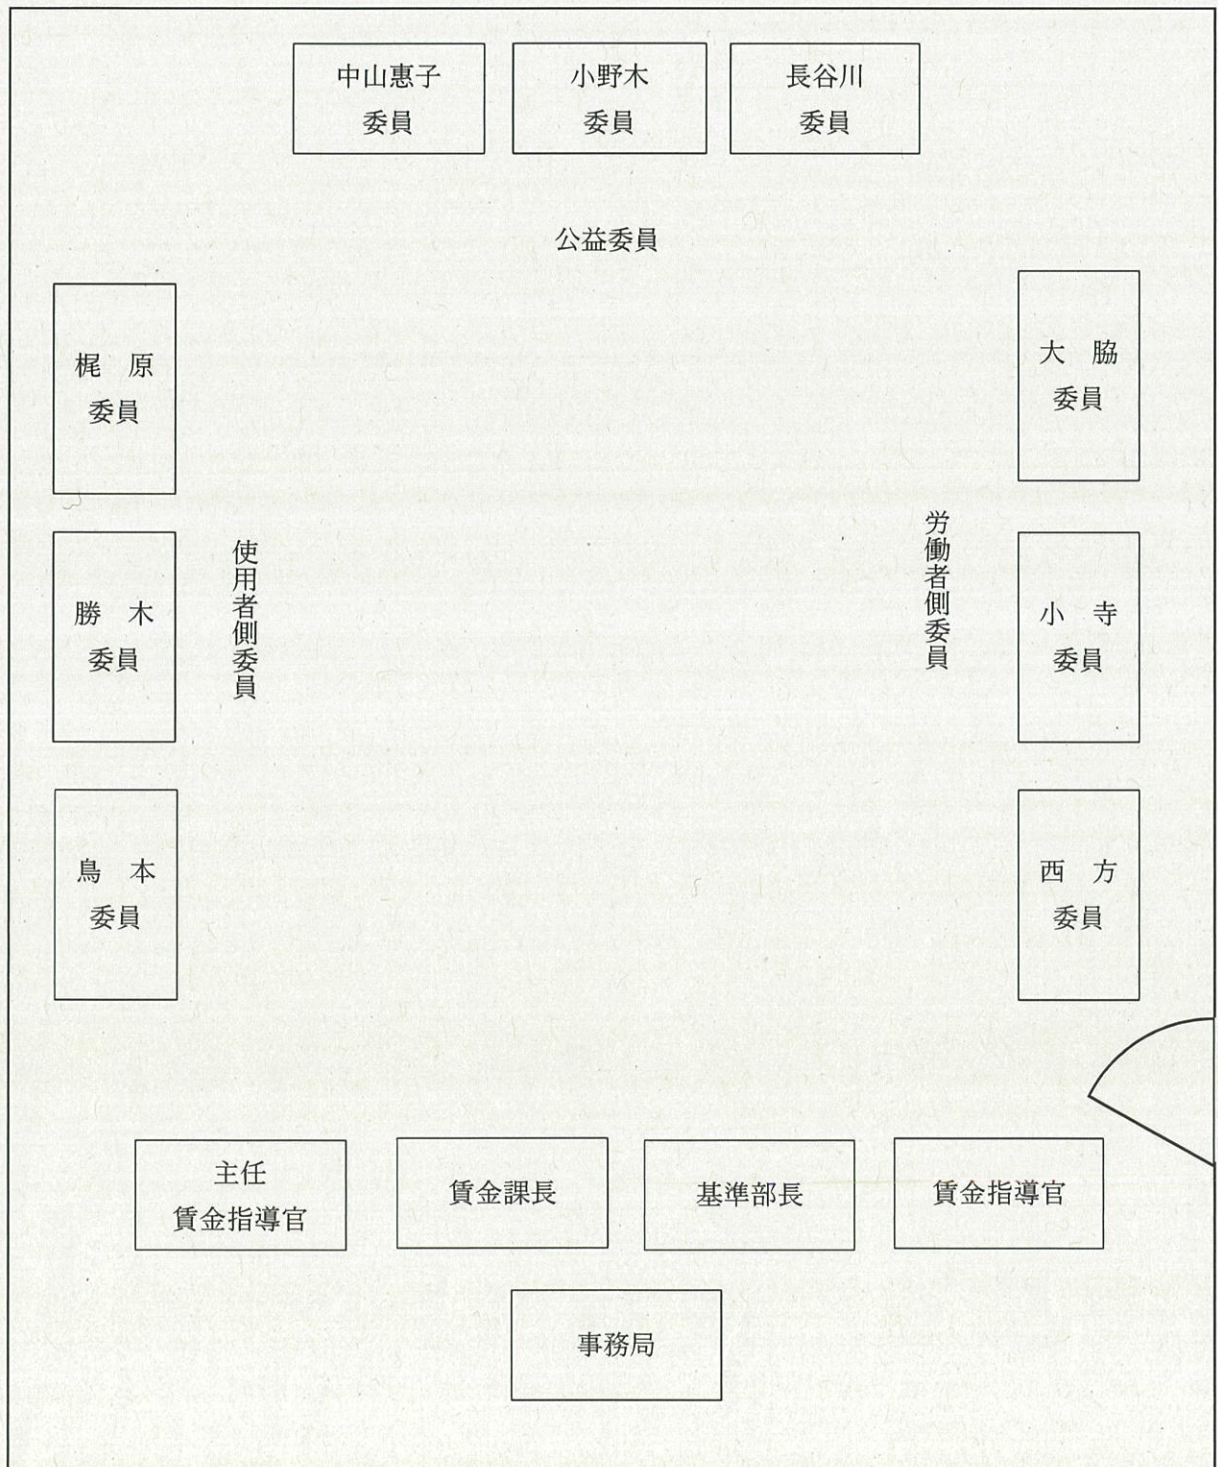 中山惠子
委員
小野木
委員
長谷川
委員
公益委員
梶　原
委員
大　脇
委員
使用者側委員
労働者側委員
勝　木
委員
小　寺
委員
鳥　本
委員
西　方
委員
主任
賃金指導官
賃金課長
基準部長
賃金指導官
事務局